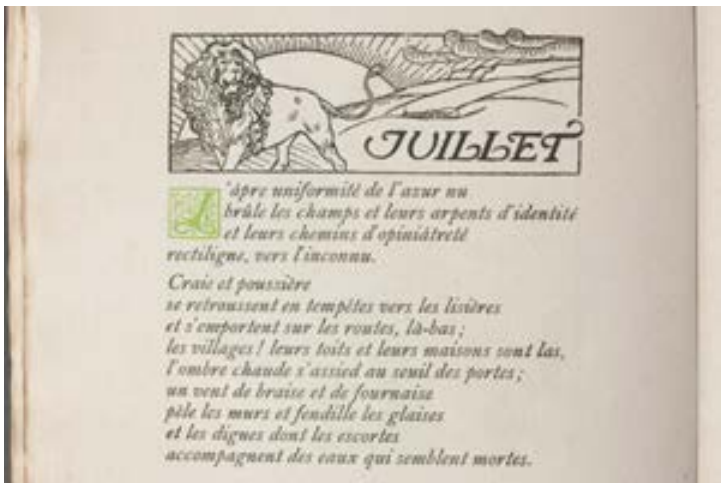 JUILLET
L'âpre uniformité de l'azur nu
brûle les champs et leurs arpents d'identité
et leurs chemins d'opiniâtreté
rectiligne, vers l'inconnu.
Craie et poussière
se retroussent en tempêtes vers les lisières
et s'emportent sur les routes, là-bas ;
les villages ! leurs toits et leurs maisons sont las,
l'ombre chaude s'assied au seuil des portes ;
un vent de braise et de fournaise
pèle les murs et fendille les glaises
et les digues dont les escortes
accompagnent des eaux qui semblent mortes.